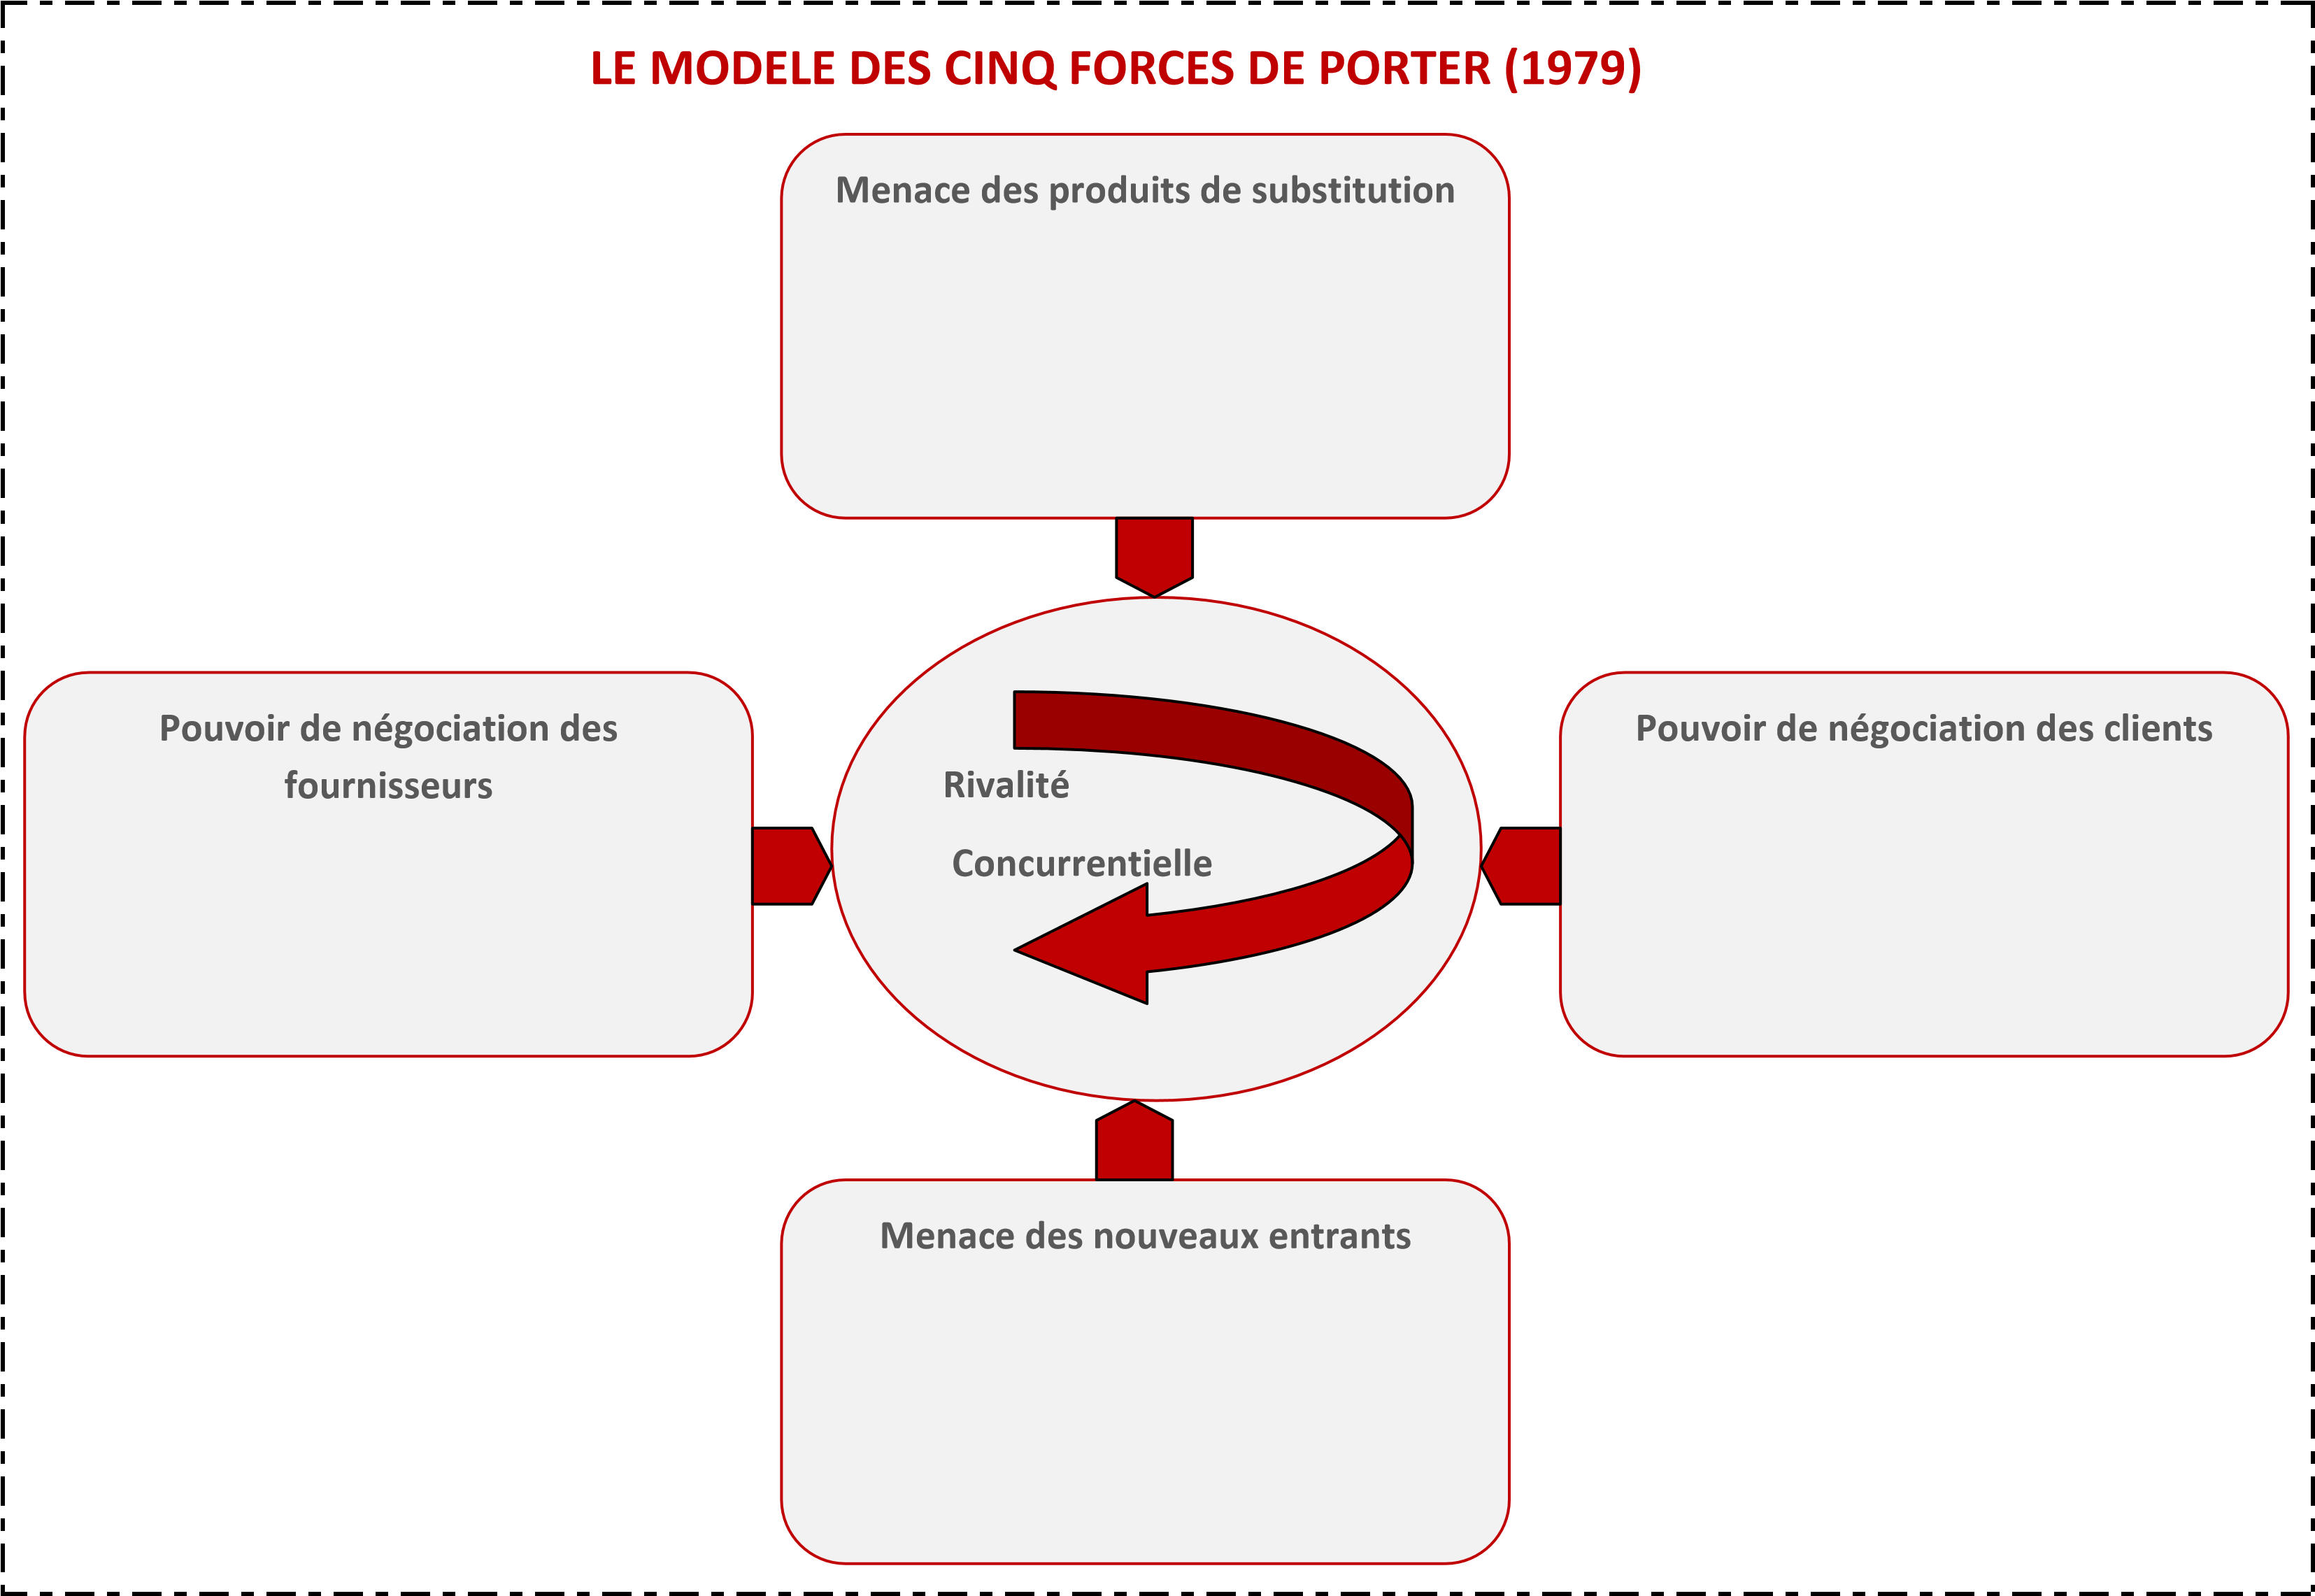 LE MODELE DES CINQ FORCES DE PORTER (1979)
Menace des produits de substitution
Pouvoir de négociation des
fournisseurs
Rivalité
Concurrentielle
Pouvoir de négociation des clients
Menace des nouveaux entrants